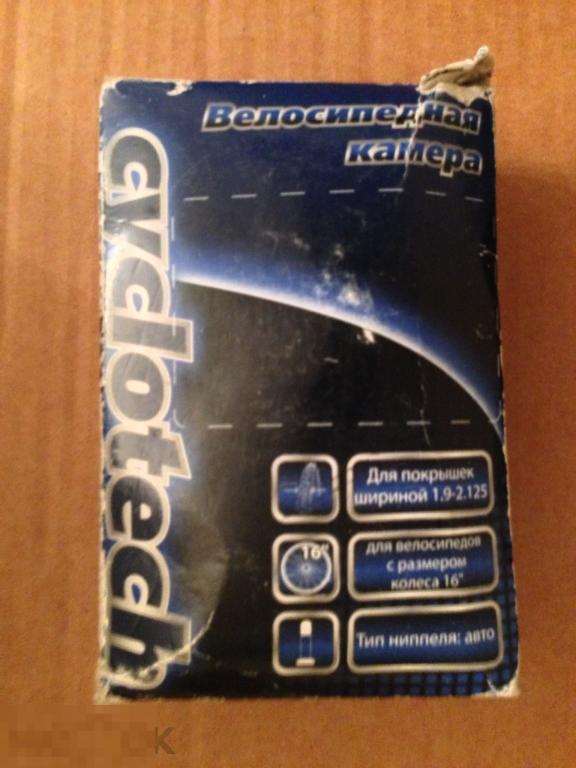 Велосипедная
камера
cyclotech
Для покрышек
шириной 1.9-2.125
16"
для велосипедов
с размером
колеса 16"
Тип ниппеля: авто